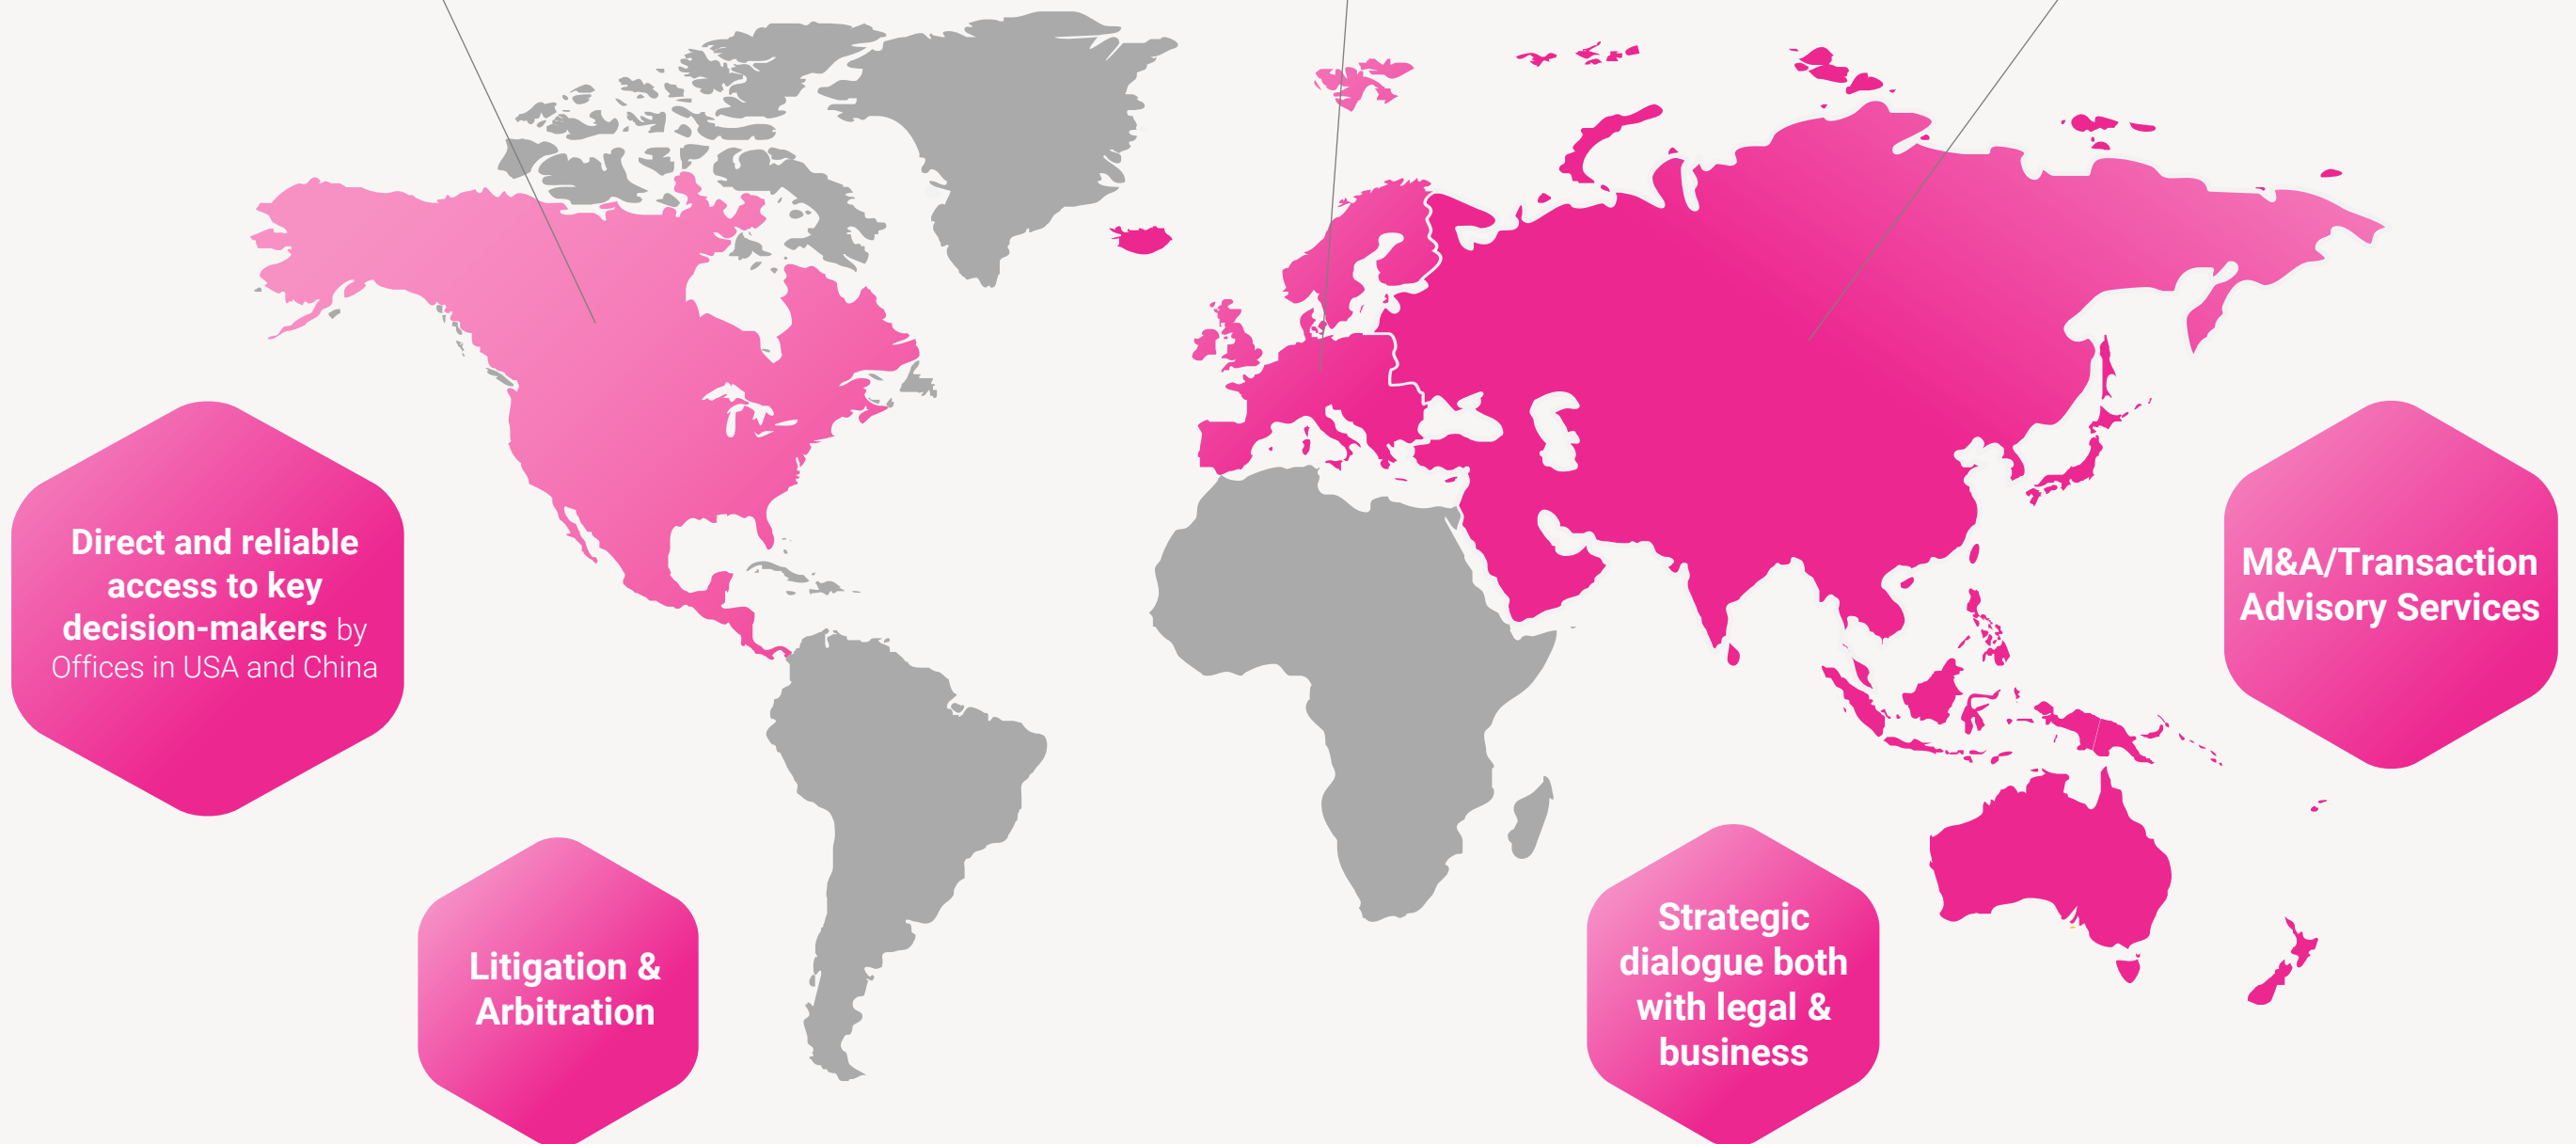 Direct and reliable
access to key
decision-makers by
Offices in USA and China
M&A/Transaction
Advisory Services
Litigation &
Arbitration
Strategic
dialogue both
with legal &
business